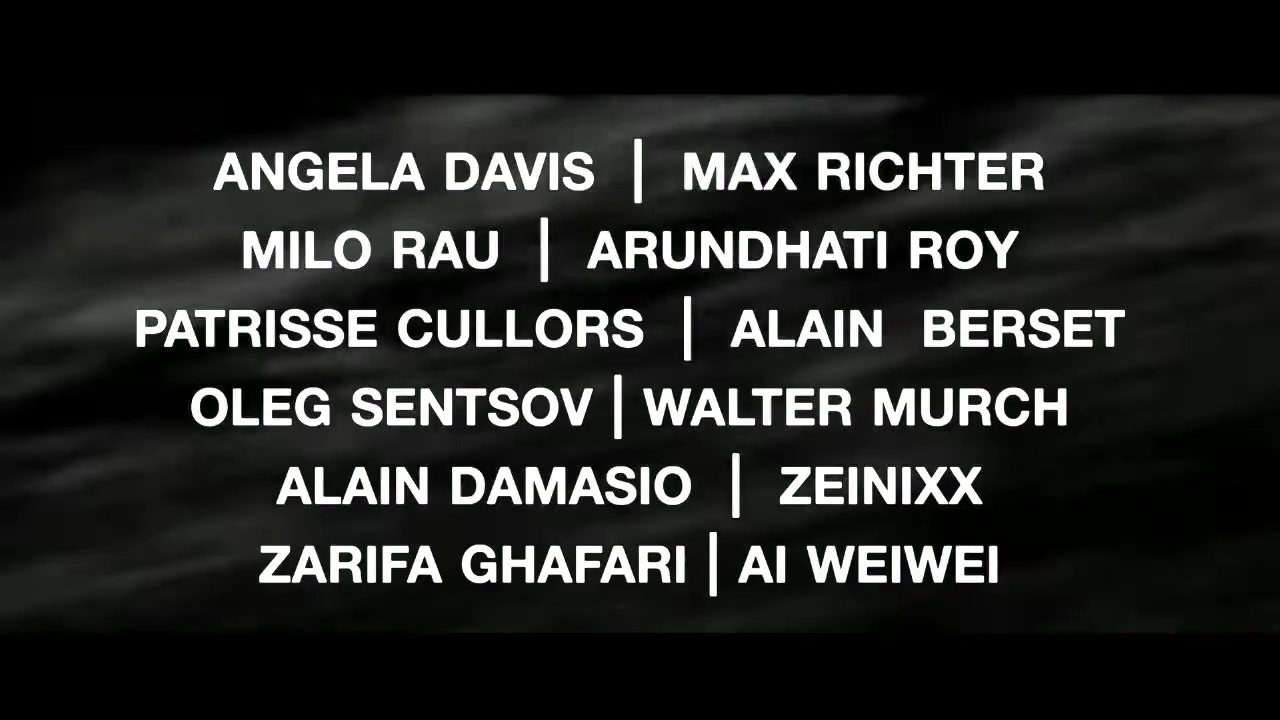 ANGELA DAVIS | MAX RICHTER
MILO RAU | ARUNDHATI ROY
PATRISSE CULLORS | ALAIN BERSET
OLEG SENTSOV | WALTER MURCH
ALAIN DAMASIO | ZEINIXX
ZARIFA GHAFARI | AI WEIWEI